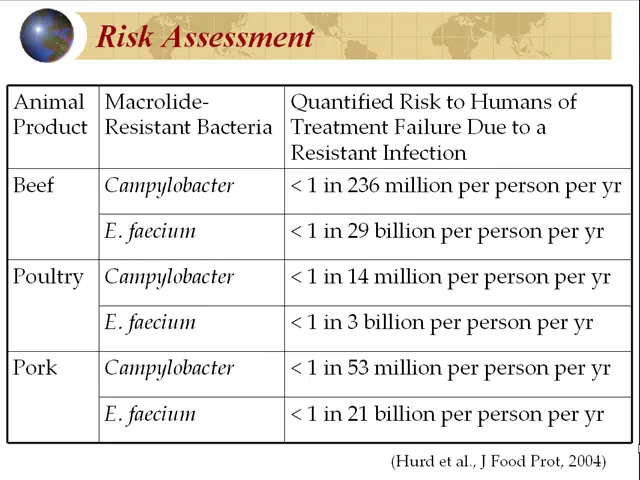 Risk Assessment
Animal Product
Macrolide-Resistant Bacteria
Quantified Risk to Humans of Treatment Failure Due to a Resistant Infection
Beef
Campylobacter
< 1 in 236 million per person per yr
E. faecium
< 1 in 29 billion per person per yr
Poultry
Campylobacter
< 1 in 14 million per person per yr
E. faecium
< 1 in 3 billion per person per yr
Pork
Campylobacter
< 1 in 53 million per person per yr
E. faecium
< 1 in 21 billion per person per yr
(Hurd et al., J Food Prot, 2004)